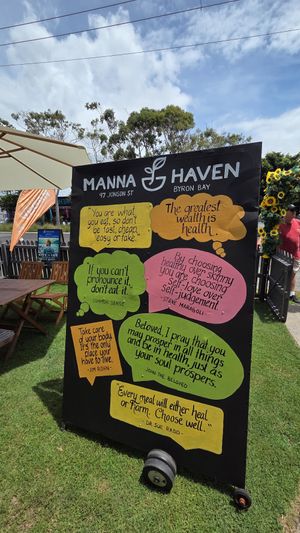 MANNA HAVEN
47 JONSON ST BYRON BAY
"You are what
you eat, so don't
be fast, cheap,
easy or fake."
The greatest
wealth is
health.
"If you can't
pronounce it,
don't eat it."
- COMMON SENSE
"By choosing
healthy over skinny
you are choosing
self-love over
self-judgement"
- STEVE MARABOLI
Take care of
your body.
It's the only
place your
have to live.
- JIM ROHN
Beloved, I pray that you
may prosper in all things
and be in health, just as
your soul prospers.
- JOHN THE BELOVED
"Every meal will either heal
or harm. Choose well."
- DR SUE RADD